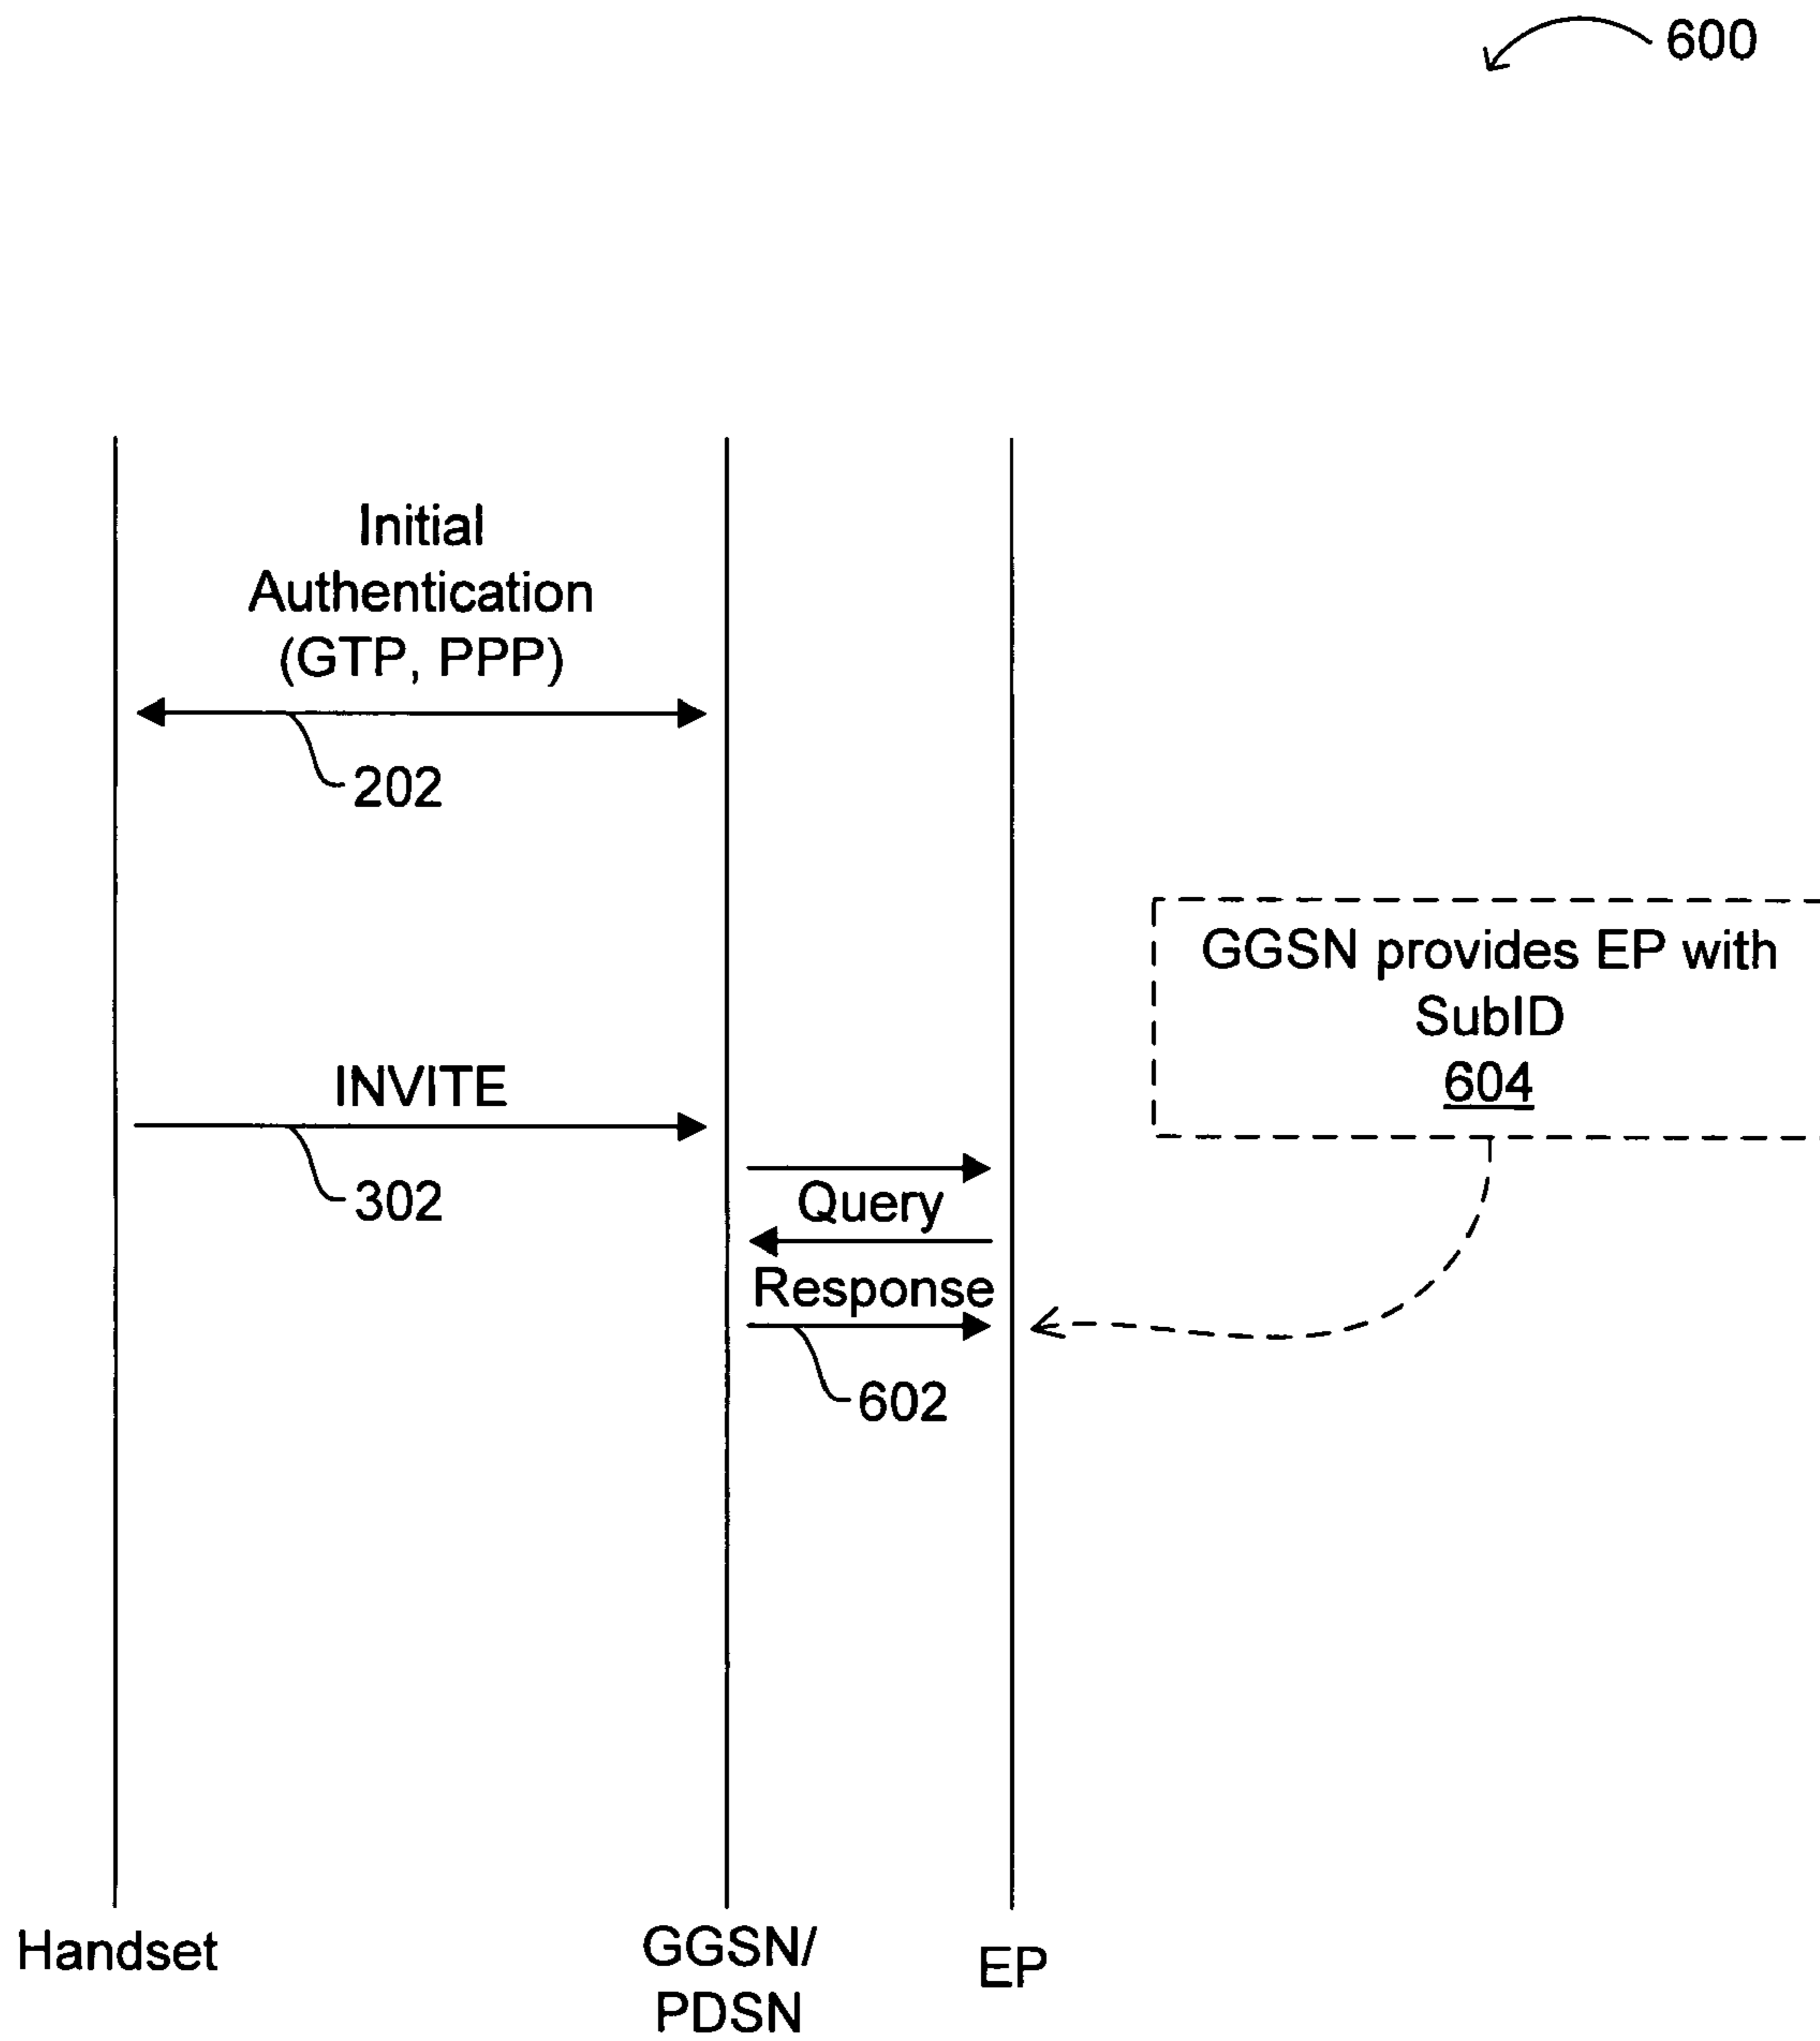 600
Initial
Authentication
(GTP, PPP)
202
GGSN provides EP with
SubID
604
INVITE
302
Query
Response
602
Handset
GGSN/
PDSN
EP